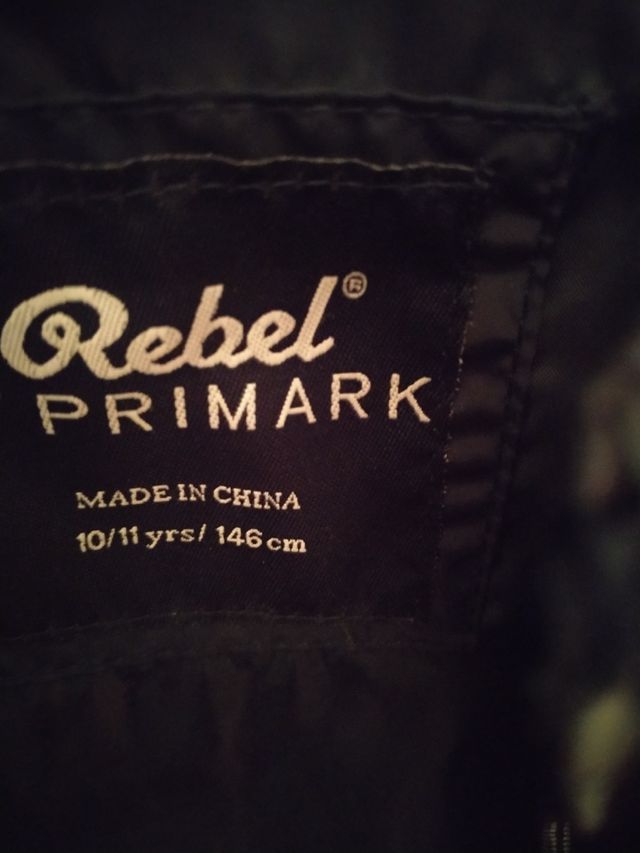 Rebel®
PRIMARK
MADE IN CHINA
10/11 yrs/ 146 cm